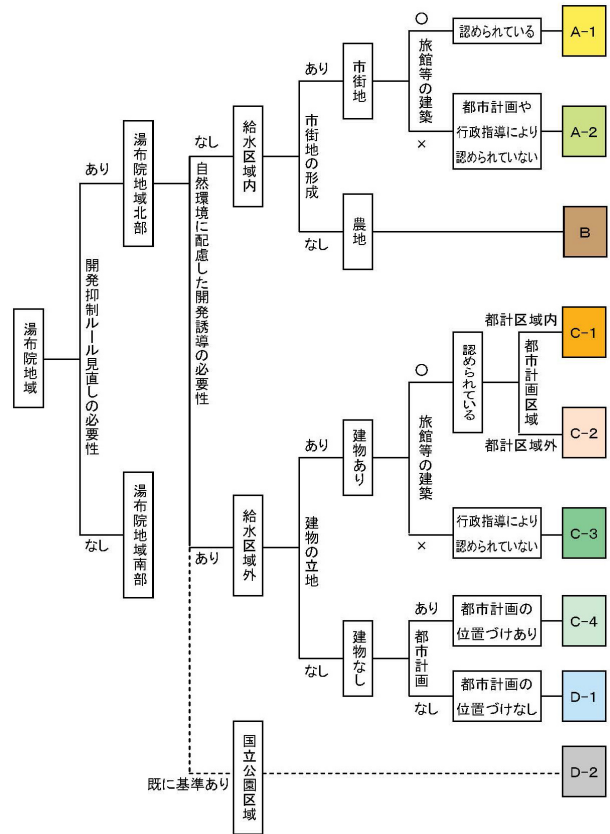 湯布院地域
開発抑制ルール見直しの必要性
あり
湯布院地域北部
なし
湯布院地域南部
自然環境に配慮した開発誘導の必要性
なし
給水区域内
市街地の形成
あり
市街地
旅館等の建築
○
認められている
A-1
×
都市計画や
行政指導により
認められていない
A-2
なし
農地
B
あり
給水区域外
建物の立地
あり
建物あり
旅館等の建築
○
認められている
都市計画区域
都計区域内
C-1
都計区域外
C-2
×
行政指導により
認められていない
C-3
なし
建物なし
都市計画
あり
都市計画の
位置づけあり
C-4
なし
都市計画の
位置づけなし
D-1
既に基準あり
国立公園区域
D-2